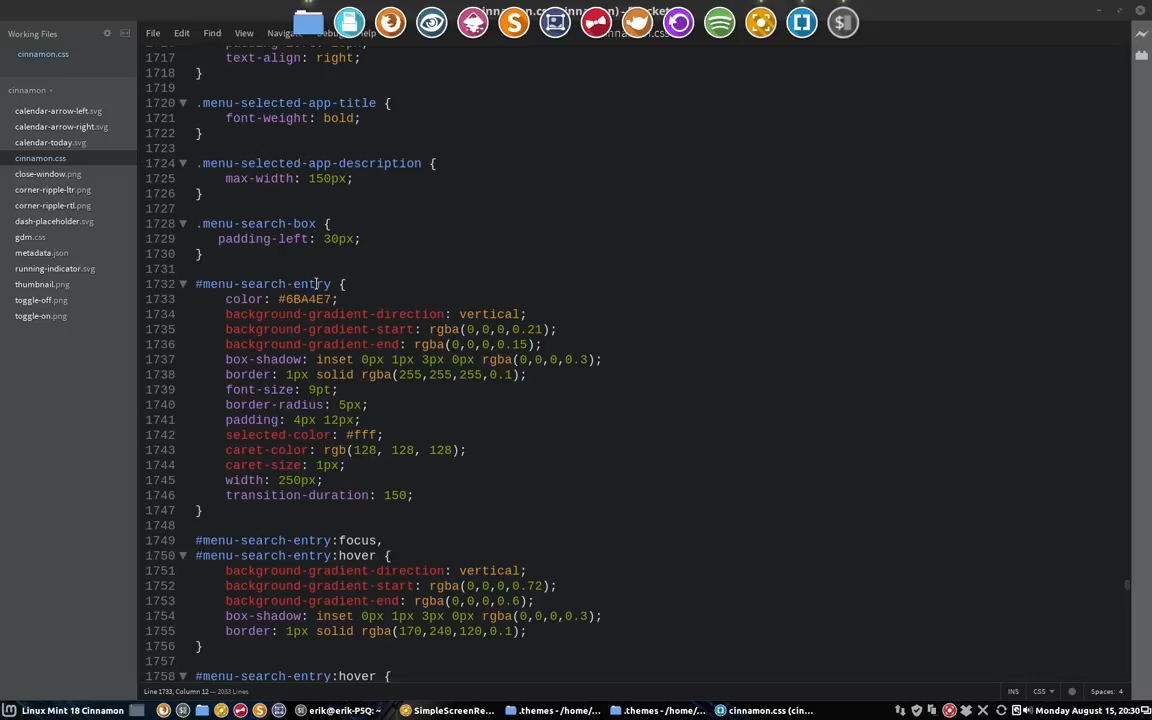 Working Files
File Edit Find View Navigate Debug Help
cinnamon.css
cinnamon
calendar-arrow-left.svg
calendar-arrow-right.svg
calendar-today.svg
cinnamon.css
close-window.png
corner-ripple-ltr.png
corner-ripple-rtl.png
dash-placeholder.svg
gdm.css
metadata.json
running-indicator.svg
thumbnail.png
toggle-off.png
toggle-on.png
1717 text-align: right;
1718 }
1719
1720 .menu-selected-app-title {
1721 font-weight: bold;
1722 }
1723
1724 .menu-selected-app-description {
1725 max-width: 150px;
1726 }
1727
1728 .menu-search-box {
1729 padding-left: 30px;
1730 }
1731
1732 #menu-search-entry {
1733 color: #6BA4E7;
1734 background-gradient-direction: vertical;
1735 background-gradient-start: rgba(0,0,0,0.21);
1736 background-gradient-end: rgba(0,0,0,0.15);
1737 box-shadow: inset 0px 1px 3px 0px rgba(0,0,0,0.3);
1738 border: 1px solid rgba(255,255,255,0.1);
1739 font-size: 9pt;
1740 border-radius: 5px;
1741 padding: 4px 12px;
1742 selected-color: #fff;
1743 caret-color: rgb(128, 128, 128);
1744 caret-size: 1px;
1745 width: 250px;
1746 transition-duration: 150;
1747 }
1748
1749 #menu-search-entry:focus,
1750 #menu-search-entry:hover {
1751 background-gradient-direction: vertical;
1752 background-gradient-start: rgba(0,0,0,0.72);
1753 background-gradient-end: rgba(0,0,0,0.6);
1754 box-shadow: inset 0px 1px 3px 0px rgba(0,0,0,0.3);
1755 border: 1px solid rgba(170,240,120,0.1);
1756 }
1757
1758 #menu-search-entry:hover {
Line 1733, Column 12 — 2033 Lines
INS CSS Spaces: 4
Linux Mint 18 Cinnamon
erik@erik-P5Q: ~
SimpleScreenRe...
.themes - /home/...
.themes - /home/...
cinnamon.css (cin...
Monday August 15, 20:30